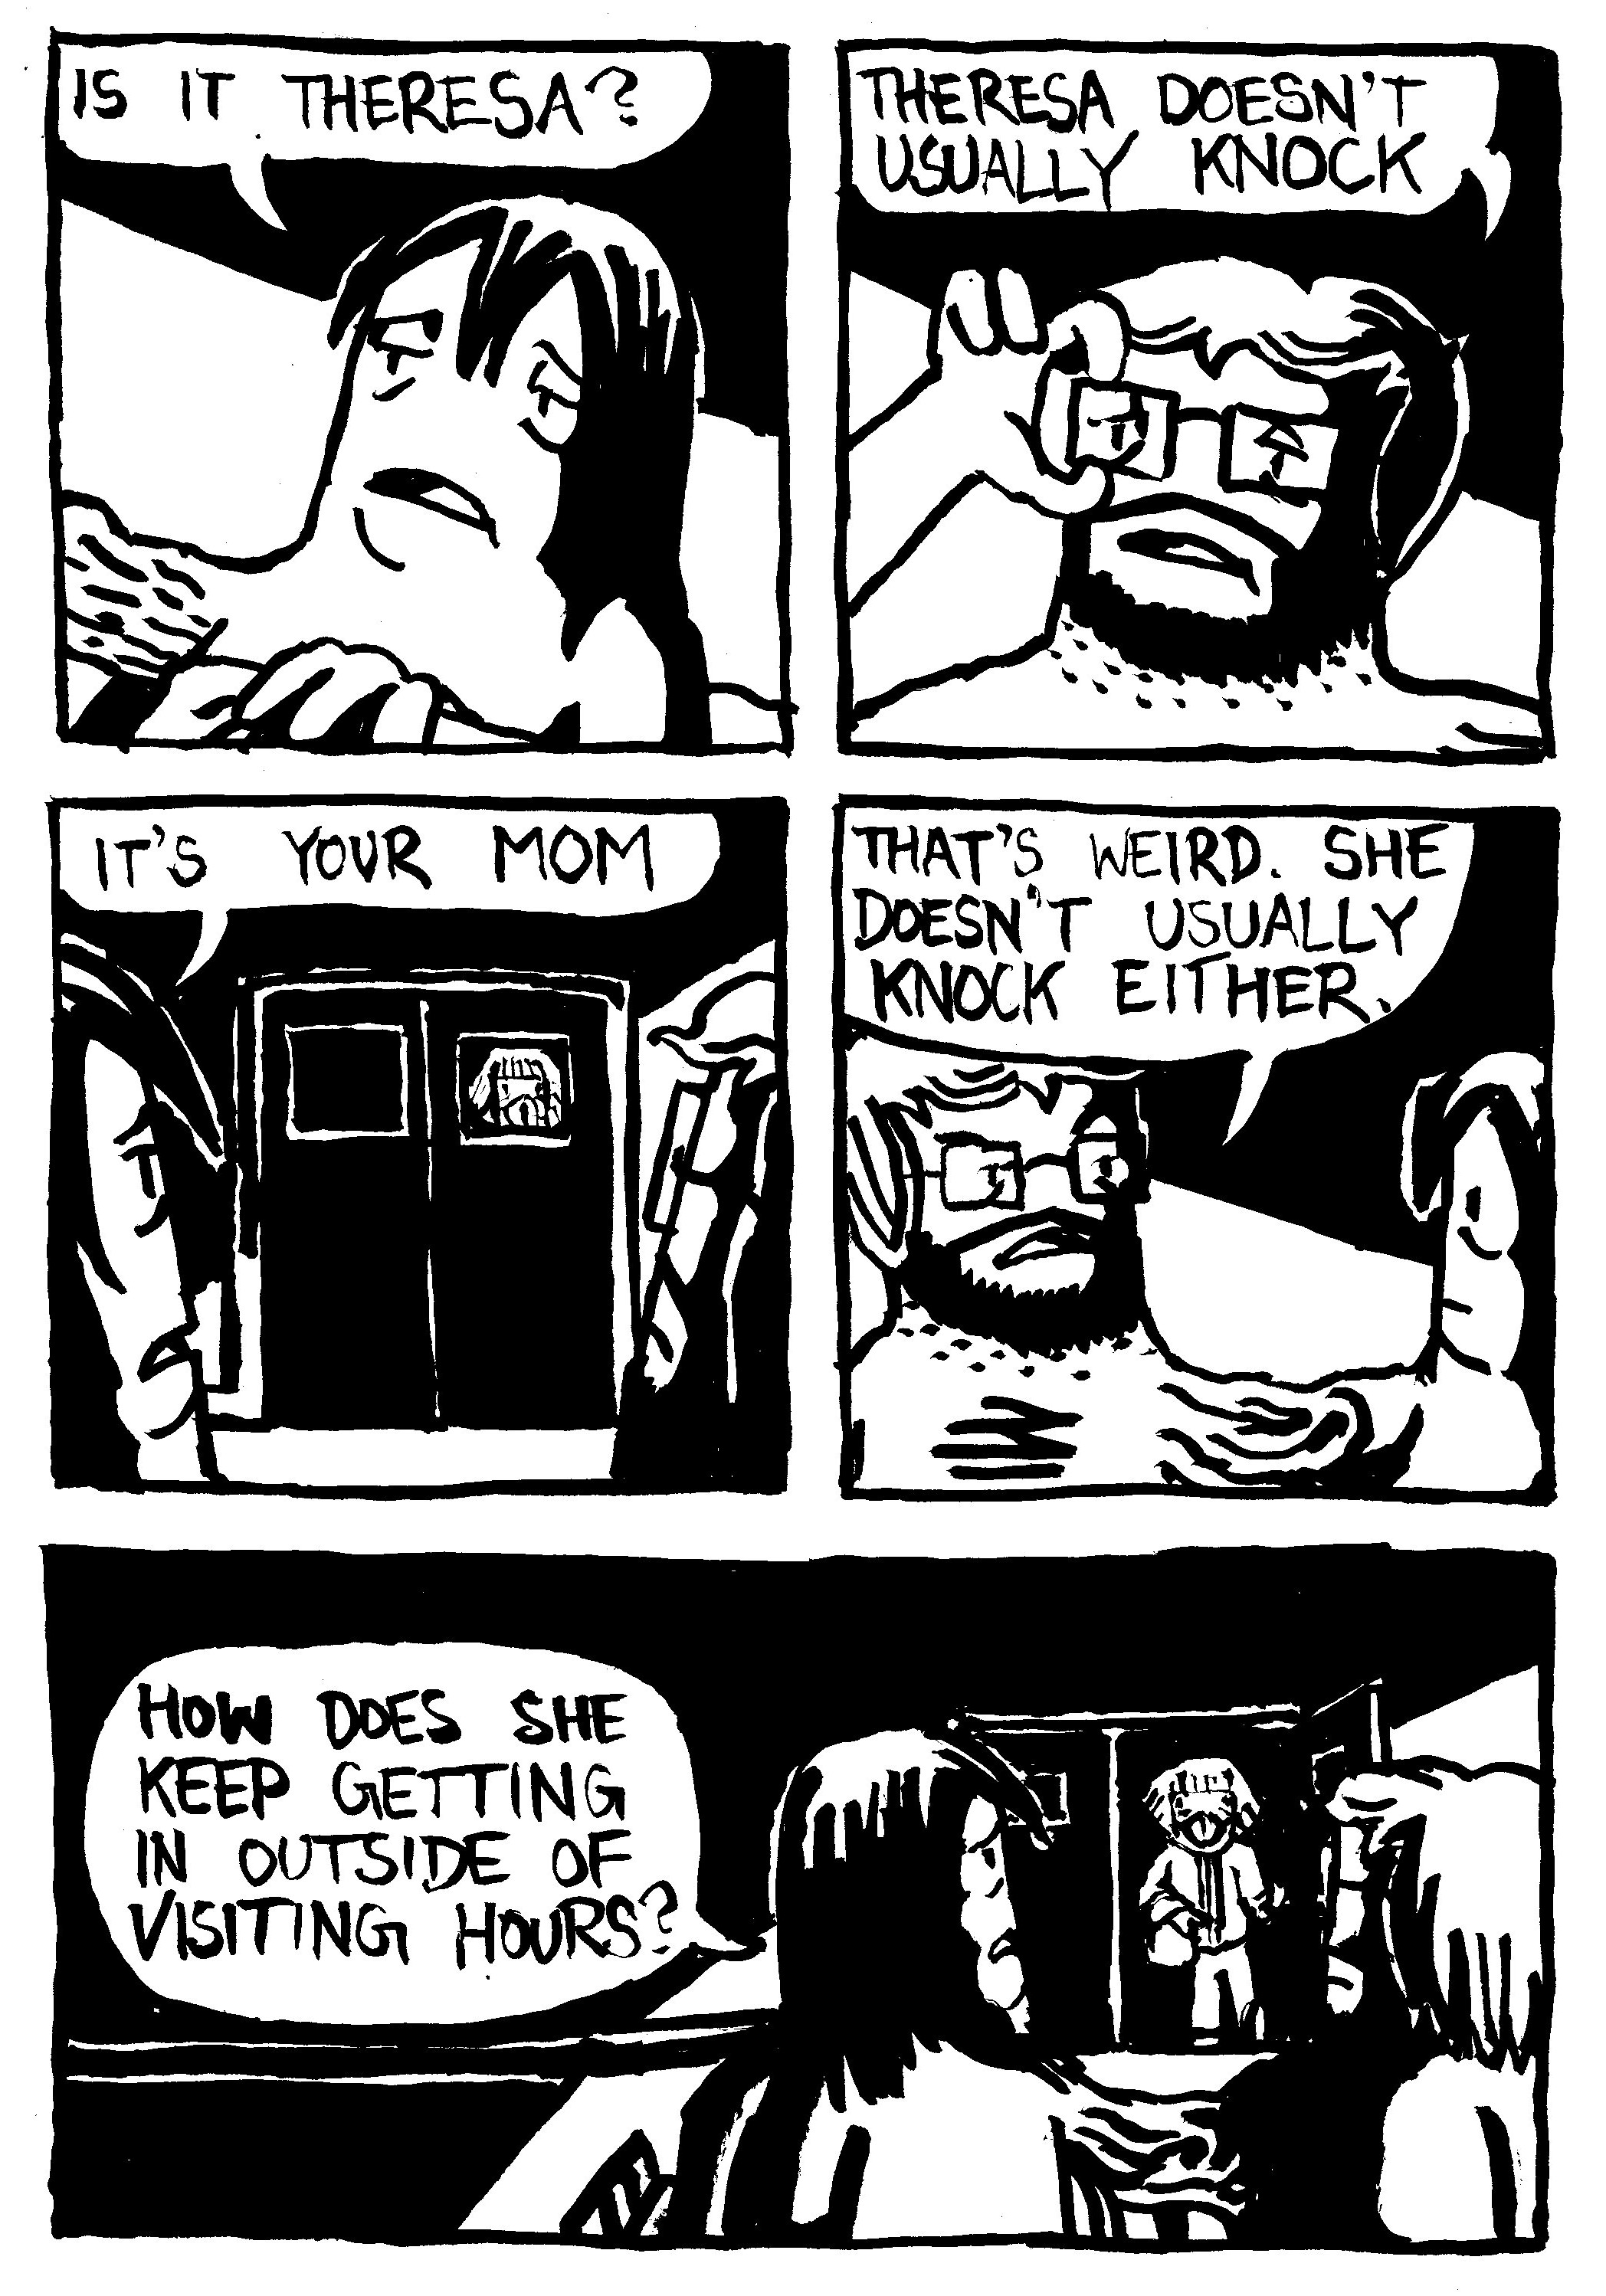 IS IT THERESA?
THERESA DOESN'T
USUALLY KNOCK
IT'S YOUR MOM
THAT'S WEIRD. SHE
DOESN'T USUALLY
KNOCK EITHER.
HOW DOES SHE
KEEP GETTING
IN OUTSIDE OF
VISITING HOURS?